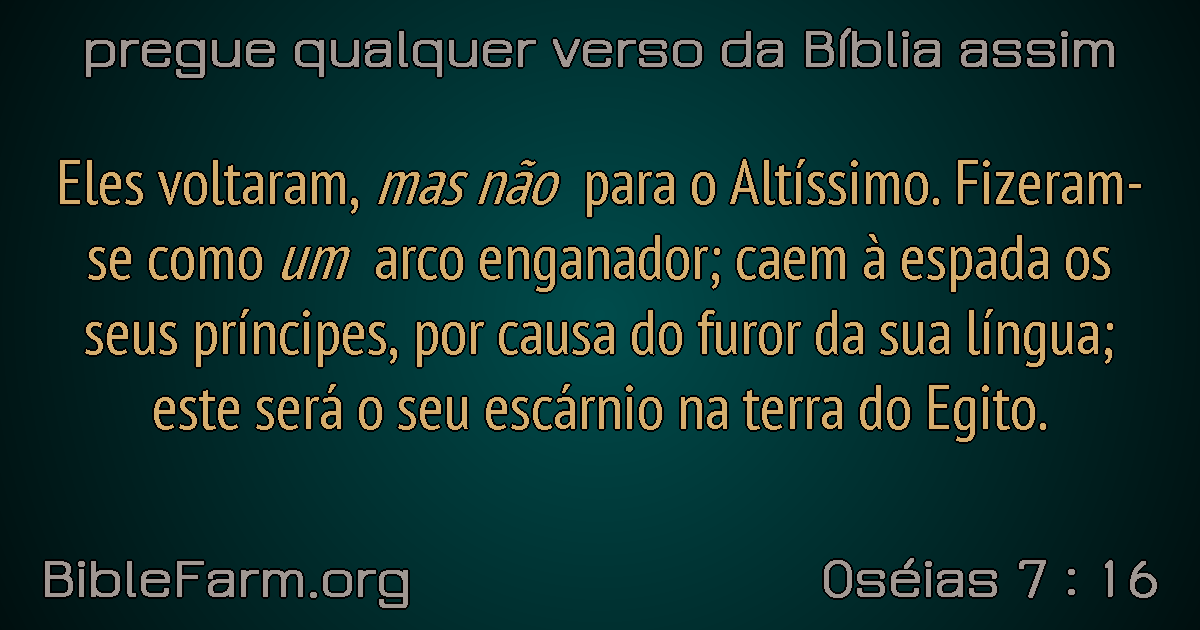 pregue qualquer verso da Bíblia assim
Eles voltaram, mas não para o Altíssimo. Fizeram-
se como um arco enganador; caem à espada os
seus príncipes, por causa do furor da sua língua;
este será o seu escárnio na terra do Egito.
BibleFarm.org
Oséias 7 : 16